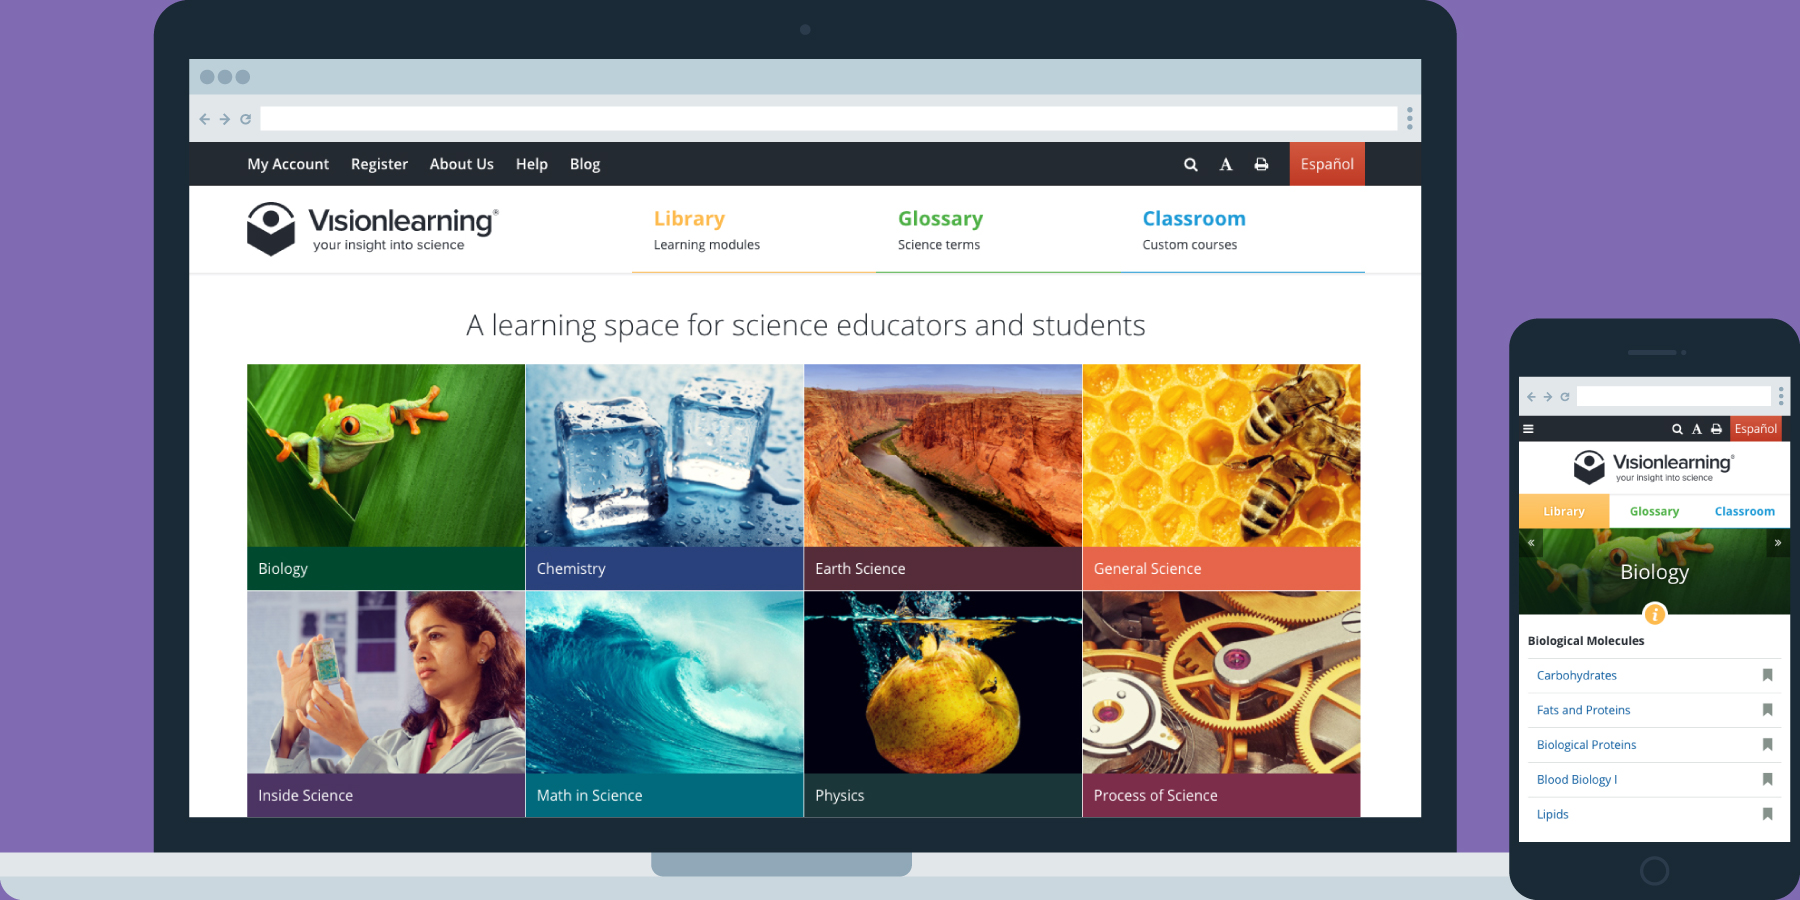 My Account Register About Us Help Blog
A Español
Visionlearning®
your insight into science
Library
Learning modules
Glossary
Science terms
Classroom
Custom courses
A learning space for science educators and students
Biology
Chemistry
Earth Science
General Science
Inside Science
Math in Science
Physics
Process of Science
A Español
Visionlearning®
your insight into science
Library Glossary Classroom
« »
Biology
i
Biological Molecules
Carbohydrates
Fats and Proteins
Biological Proteins
Blood Biology I
Lipids